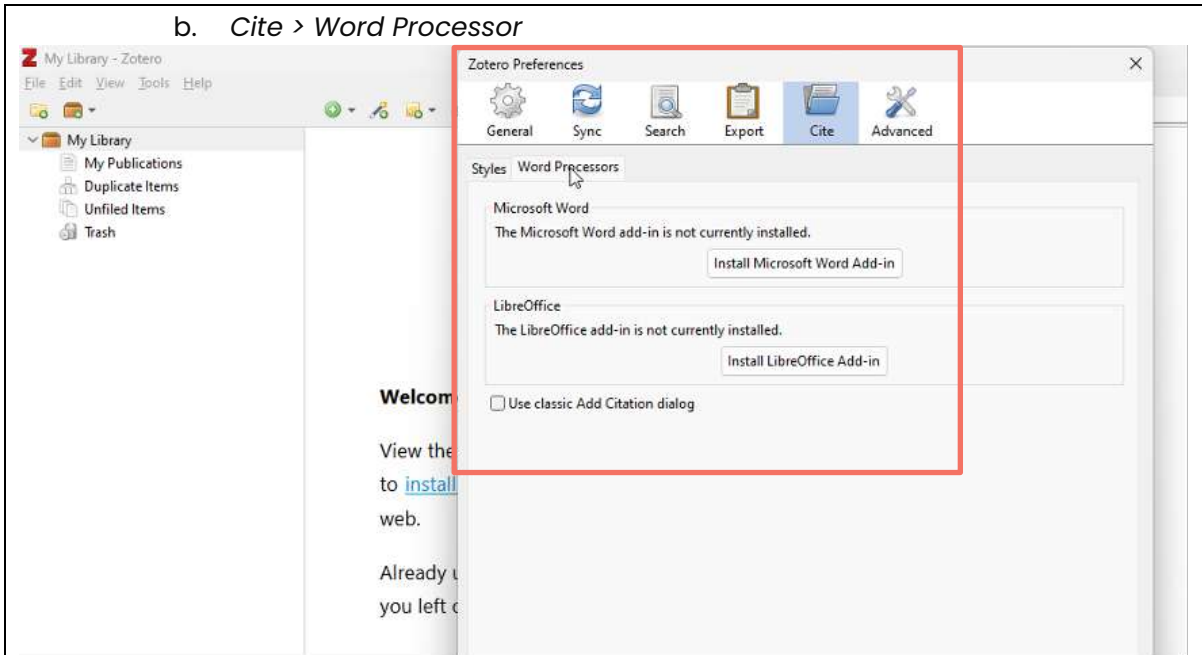 b. Cite > Word Processor
My Library - Zotero
File Edit View Tools Help
My Library
My Publications
Duplicate Items
Unfiled Items
Trash
Welcom
View the
to install
web.
Already
you left
Zotero Preferences
General Sync Search Export Cite Advanced
Styles Word Processors
Microsoft Word
The Microsoft Word add-in is not currently installed.
Install Microsoft Word Add-in
LibreOffice
The LibreOffice add-in is not currently installed.
Install LibreOffice Add-in
Use classic Add Citation dialog